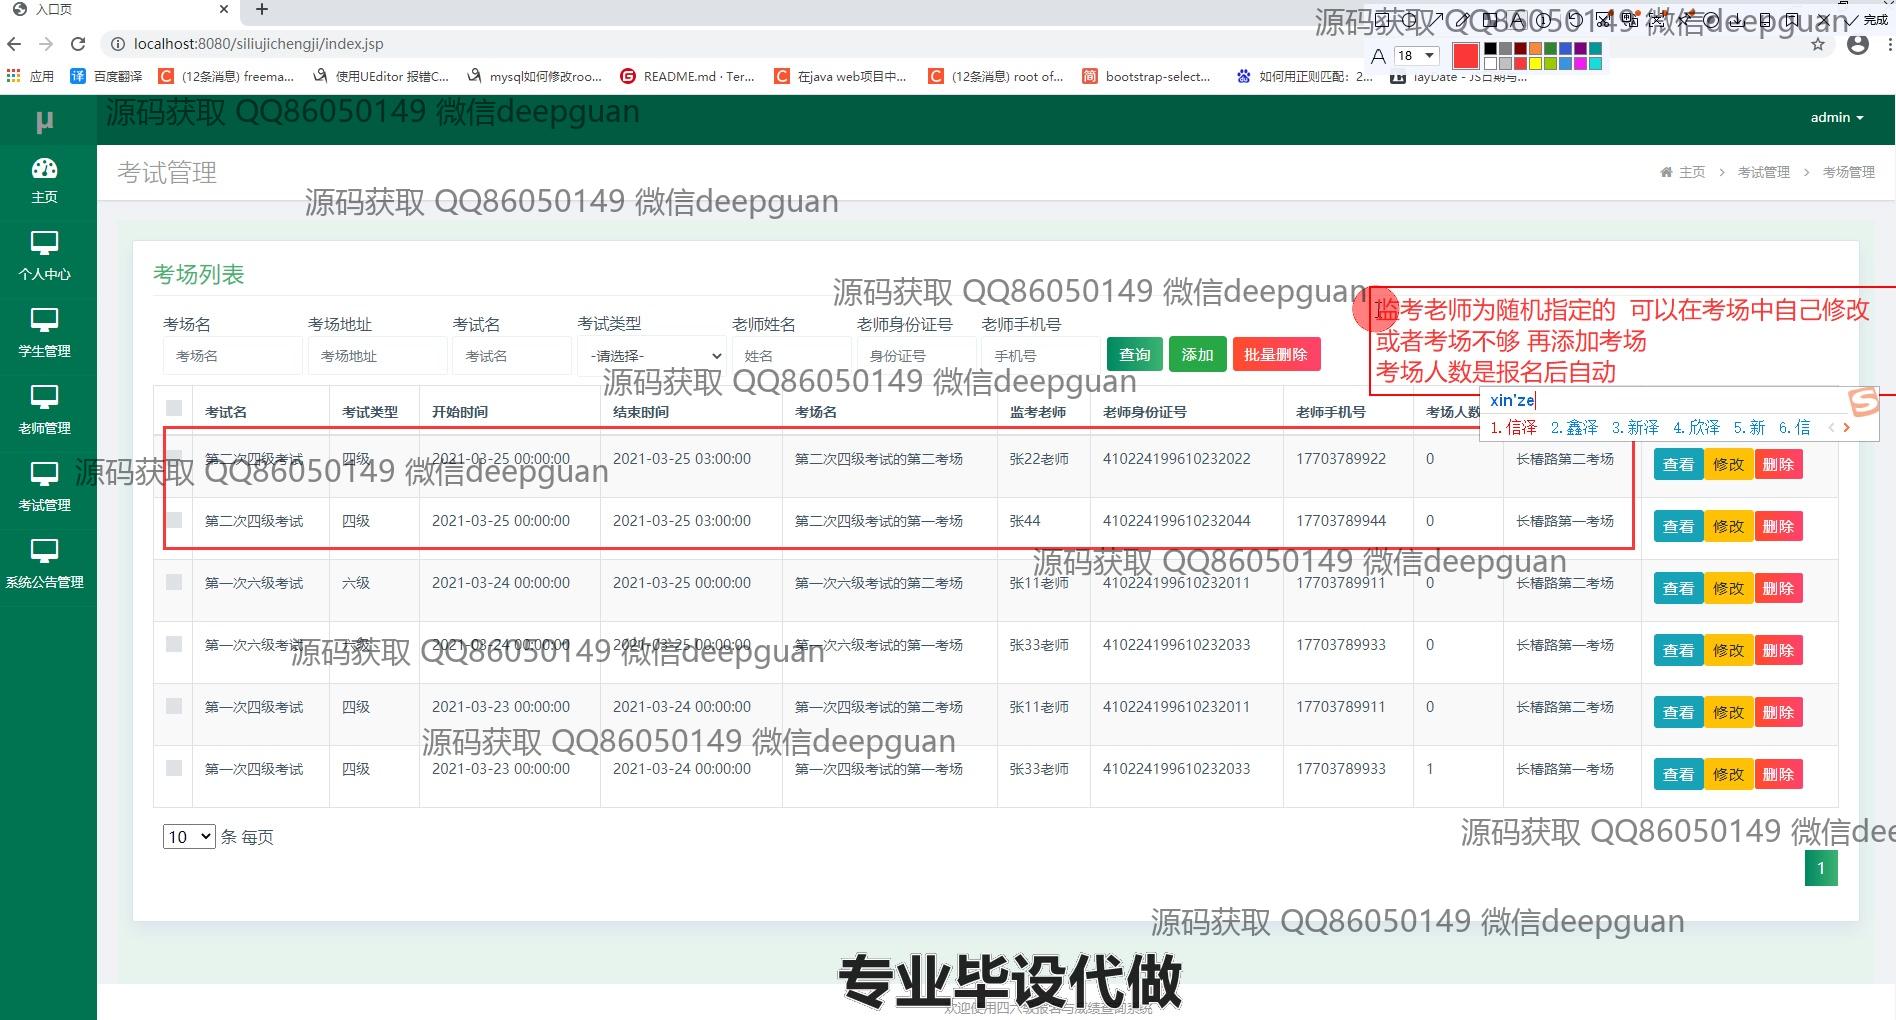 入口页
localhost:8080/siliujichengji/index.jsp
完成
应用 百度翻译 (12条消息) freema... 使用UEditor 报错C... mysql如何修改roo... README.md · Ter... 在java web项目中... (12条消息) root of... bootstrap-select... 如何用正则匹配：2... layDate - JS日期与...
A 18
源码获取 QQ86050149 微信deepguan
源码获取 QQ86050149 微信deepguan
μ
admin
考试管理
主页 > 考试管理 > 考场管理
源码获取 QQ86050149 微信deepguan
主页
个人中心
学生管理
老师管理
考试管理
系统公告管理
考场列表
源码获取 QQ86050149 微信deepguan
监考老师为随机指定的 可以在考场中自己修改
或者考场不够 再添加考场
考场人数是报名后自动
xin'ze
1.信泽 2.鑫泽 3.新泽 4.欣泽 5.新 6.信
考场名 考场地址 考试名 考试类型 老师姓名 老师身份证号 老师手机号
考场名 考场地址 考试名 -请选择- 姓名 身份证号 手机号 查询 添加 批量删除
源码获取 QQ86050149 微信deepguan
考试名 考试类型 开始时间 结束时间 考场名 监考老师 老师身份证号 老师手机号 考场人数
第二次四级考试 四级 2021-03-25 00:00:00 2021-03-25 03:00:00 第二次四级考试的第二考场 张22老师 410224199610232022 17703789922 0 长椿路第二考场 查看 修改 删除
源码获取 QQ86050149 微信deepguan
第二次四级考试 四级 2021-03-25 00:00:00 2021-03-25 03:00:00 第二次四级考试的第一考场 张44 410224199610232044 17703789944 0 长椿路第一考场 查看 修改 删除
源码获取 QQ86050149 微信deepguan
第一次六级考试 六级 2021-03-24 00:00:00 2021-03-25 00:00:00 第一次六级考试的第二考场 张11老师 410224199610232011 17703789911 0 长椿路第二考场 查看 修改 删除
第一次六级考试 六级 2021-03-24 00:00:00 2021-03-25 00:00:00 第一次六级考试的第一考场 张33老师 410224199610232033 17703789933 0 长椿路第一考场 查看 修改 删除
源码获取 QQ86050149 微信deepguan
第一次四级考试 四级 2021-03-23 00:00:00 2021-03-24 00:00:00 第一次四级考试的第二考场 张11老师 410224199610232011 17703789911 0 长椿路第二考场 查看 修改 删除
源码获取 QQ86050149 微信deepguan
第一次四级考试 四级 2021-03-23 00:00:00 2021-03-24 00:00:00 第一次四级考试的第一考场 张33老师 410224199610232033 17703789933 1 长椿路第一考场 查看 修改 删除
10 条 每页
源码获取 QQ86050149 微信dee
1
源码获取 QQ86050149 微信deepguan
专业毕设代做
欢迎使用四六级报名与成绩查询系统